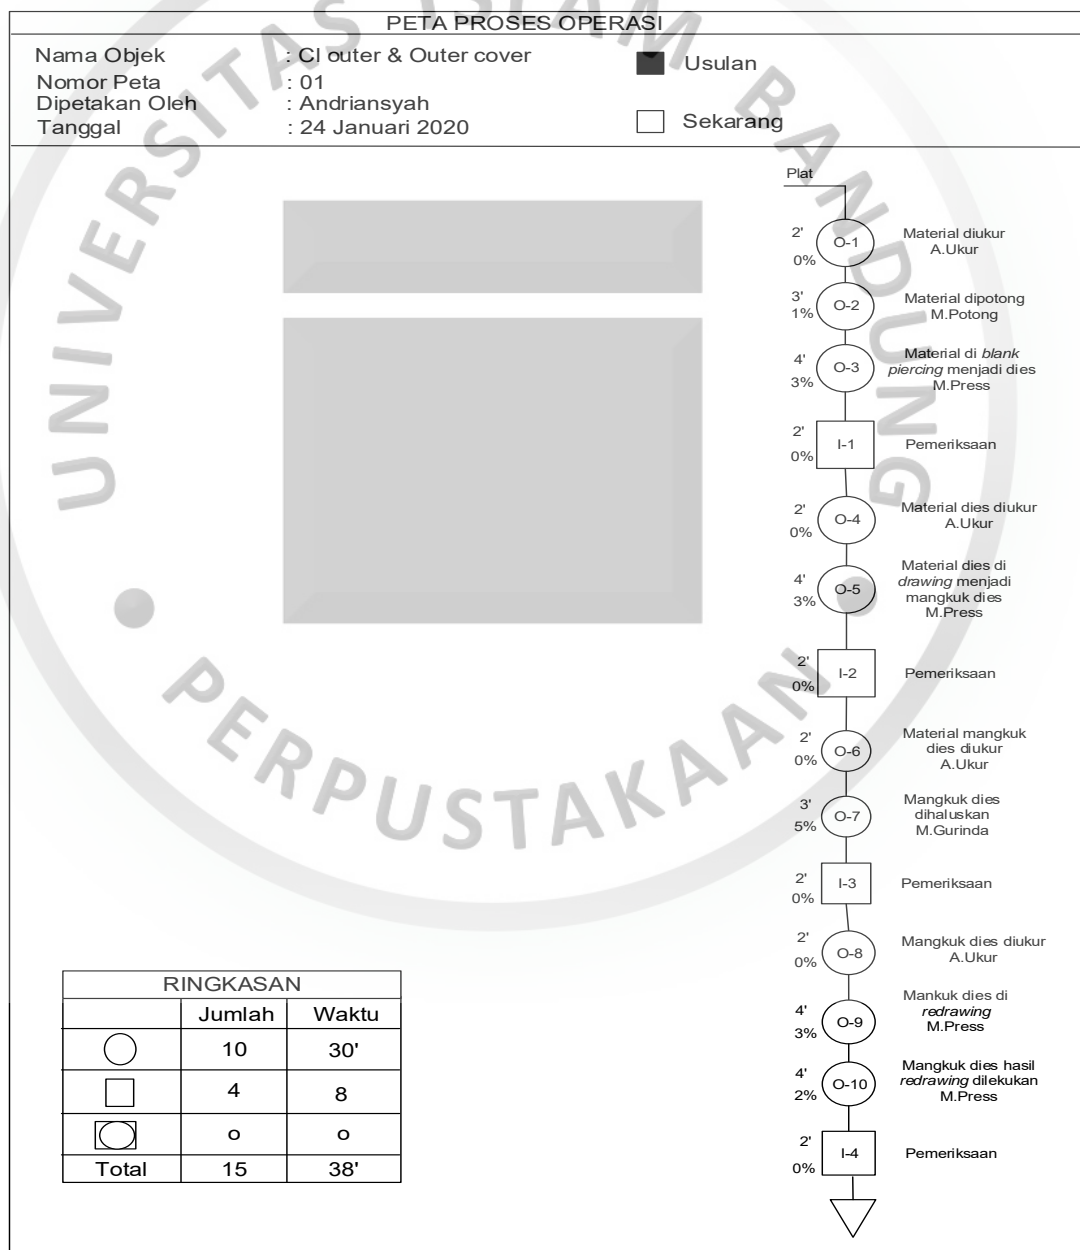 PETA PROSES OPERASI
Nama Objek : CI outer & Outer cover
Nomor Peta : 01
Dipetakan Oleh : Andriansyah
Tanggal : 24 Januari 2020
Usulan
Sekarang
UNIVERSITAS ISLAM BANDUNG
PERPUSTAKAAN
Plat
2'
0%
O-1
Material diukur
A.Ukur
3'
1%
O-2
Material dipotong
M.Potong
4'
3%
O-3
Material di blank
piercing menjadi dies
M.Press
2'
0%
I-1
Pemeriksaan
2'
0%
O-4
Material dies diukur
A.Ukur
4'
3%
O-5
Material dies di
drawing menjadi
mangkuk dies
M.Press
2'
0%
I-2
Pemeriksaan
2'
0%
O-6
Material mangkuk
dies diukur
A.Ukur
3'
5%
O-7
Mangkuk dies
dihaluskan
M.Gurinda
2'
0%
I-3
Pemeriksaan
2'
0%
O-8
Mangkuk dies diukur
A.Ukur
4'
3%
O-9
Mankuk dies di
redrawing
M.Press
4'
2%
O-10
Mangkuk dies hasil
redrawing dilekukan
M.Press
2'
0%
I-4
Pemeriksaan
RINGKASAN
Jumlah Waktu
10 30'
4 8
o o
Total 15 38'